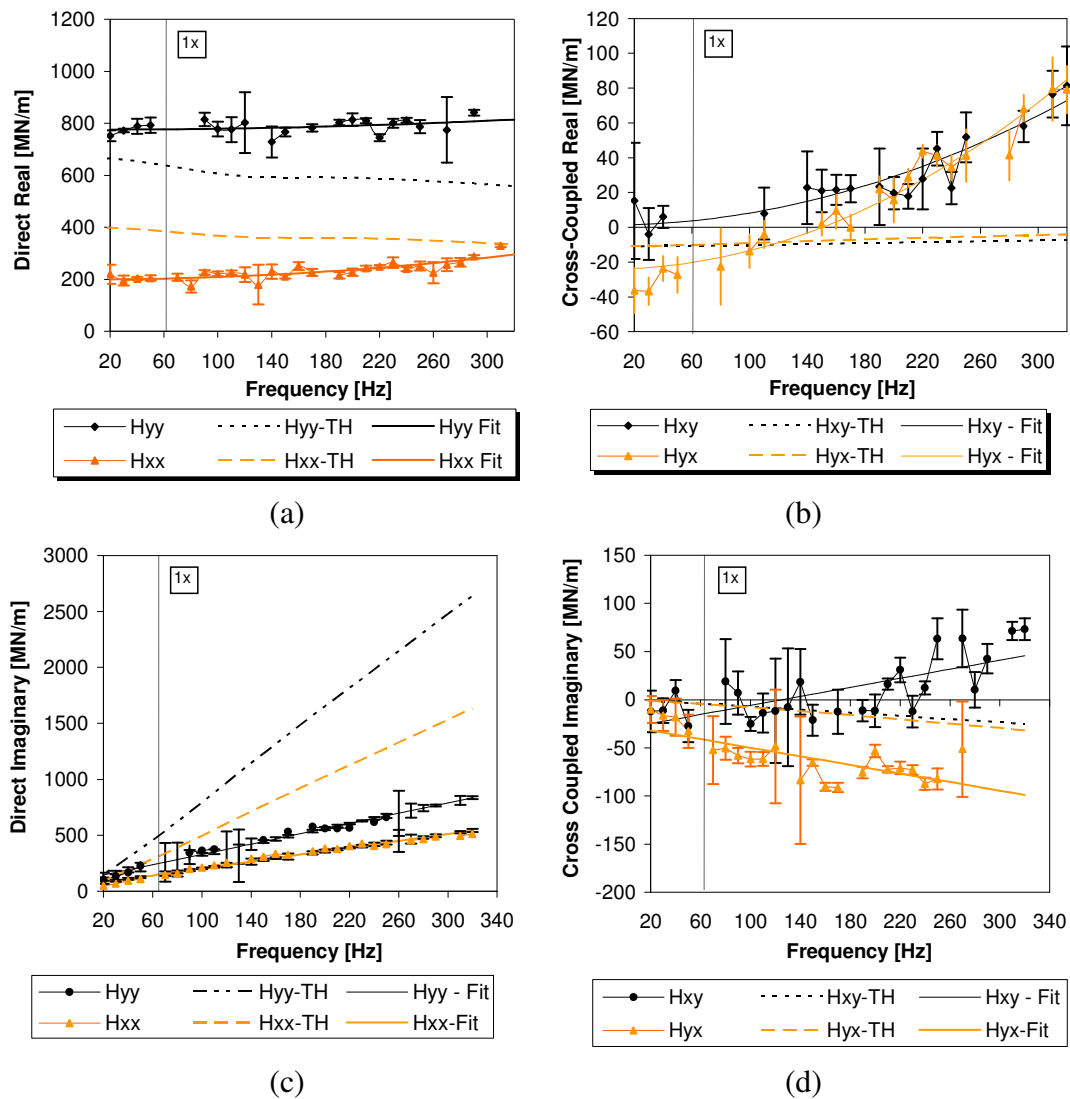 1200
1000
800
600
400
200
0
Direct Real [MN/m]
1x
20 60 100 140 180 220 260 300
Frequency [Hz]
Hyy Hyy-TH Hyy Fit
Hxx Hxx-TH Hxx Fit
(a)
120
100
80
60
40
20
0
-20
-40
-60
Cross-Coupled Real [MN/m]
1x
20 60 100 140 180 220 260 300
Frequency [Hz]
Hxy Hxy-TH Hxy - Fit
Hyx Hyx-TH Hyx - Fit
(b)
3000
2500
2000
1500
1000
500
0
Direct Imaginary [MN/m]
1x
20 60 100 140 180 220 260 300 340
Frequency [Hz]
Hyy Hyy-TH Hyy - Fit
Hxx Hxx-TH Hxx-Fit
(c)
150
100
50
0
-50
-100
-150
-200
Cross Coupled Imaginary [MN/m]
1x
20 60 100 140 180 220 260 300 340
Frequency [Hz]
Hxy Hxy-TH Hxy - Fit
Hyx Hyx-TH Hyx-Fit
(d)